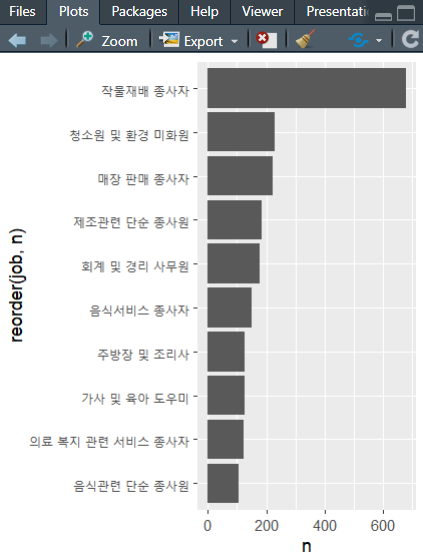 Files Plots Packages Help Viewer
Zoom Export
작물재배 종사자
청소원 및 환경 미화원
매장 판매 종사자
제조관련 단순 종사원
회계 및 경리 사무원
음식서비스 종사자
주방장 및 조리사
가사 및 육아 도우미
의료 복지 관련 서비스 종사자
음식관련 단순 종사원
reorder(job, n)
0 200 400 600
n